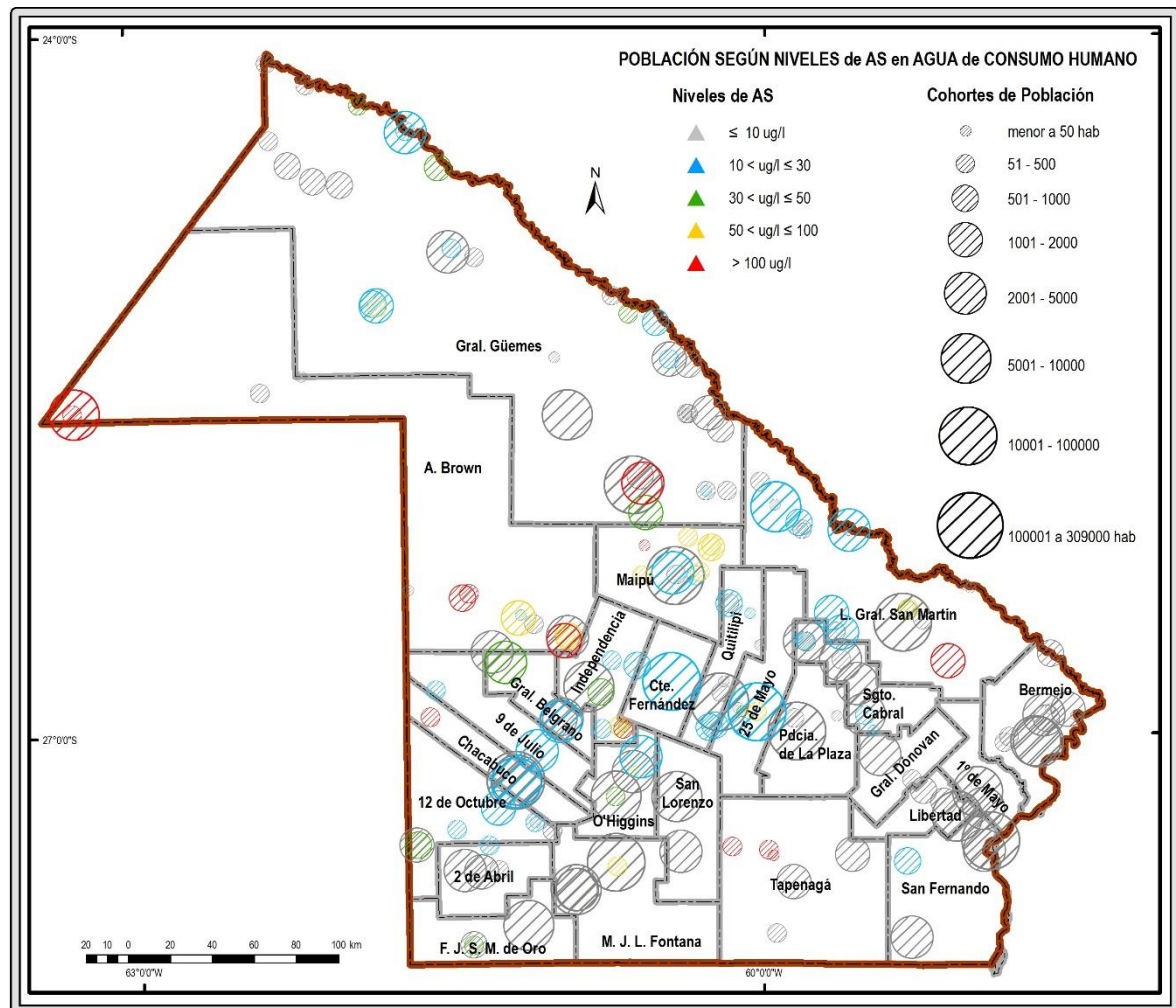 24°0'0"S
POBLACIÓN SEGÚN NIVELES de AS en AGUA de CONSUMO HUMANO
Niveles de AS
≤ 10 ug/l
10 < ug/l ≤ 30
30 < ug/l ≤ 50
50 < ug/l ≤ 100
> 100 ug/l
Cohortes de Población
menor a 50 hab
51 - 500
501 - 1000
1001 - 2000
2001 - 5000
5001 - 10000
10001 - 100000
100001 a 309000 hab
N
Gral. Güemes
A. Brown
Maipú
Quitilipi
L. Gral. San Martín
Independencia
Cte.
Fernández
25 de Mayo
Sgto.
Cabral
Bermejo
Gral. Belgrano
9 de Julio
Chacabuco
12 de Octubre
Pdcia.
de La Plaza
Gral. Donovan
1º de Mayo
Libertad
San
Lorenzo
O'Higgins
2 de Abril
Tapenagá
San Fernando
F. J. S. M. de Oro
M. J. L. Fontana
27°0'0"S
20 10 0 20 40 60 80 100 km
63°0'0"W
60°0'0"W